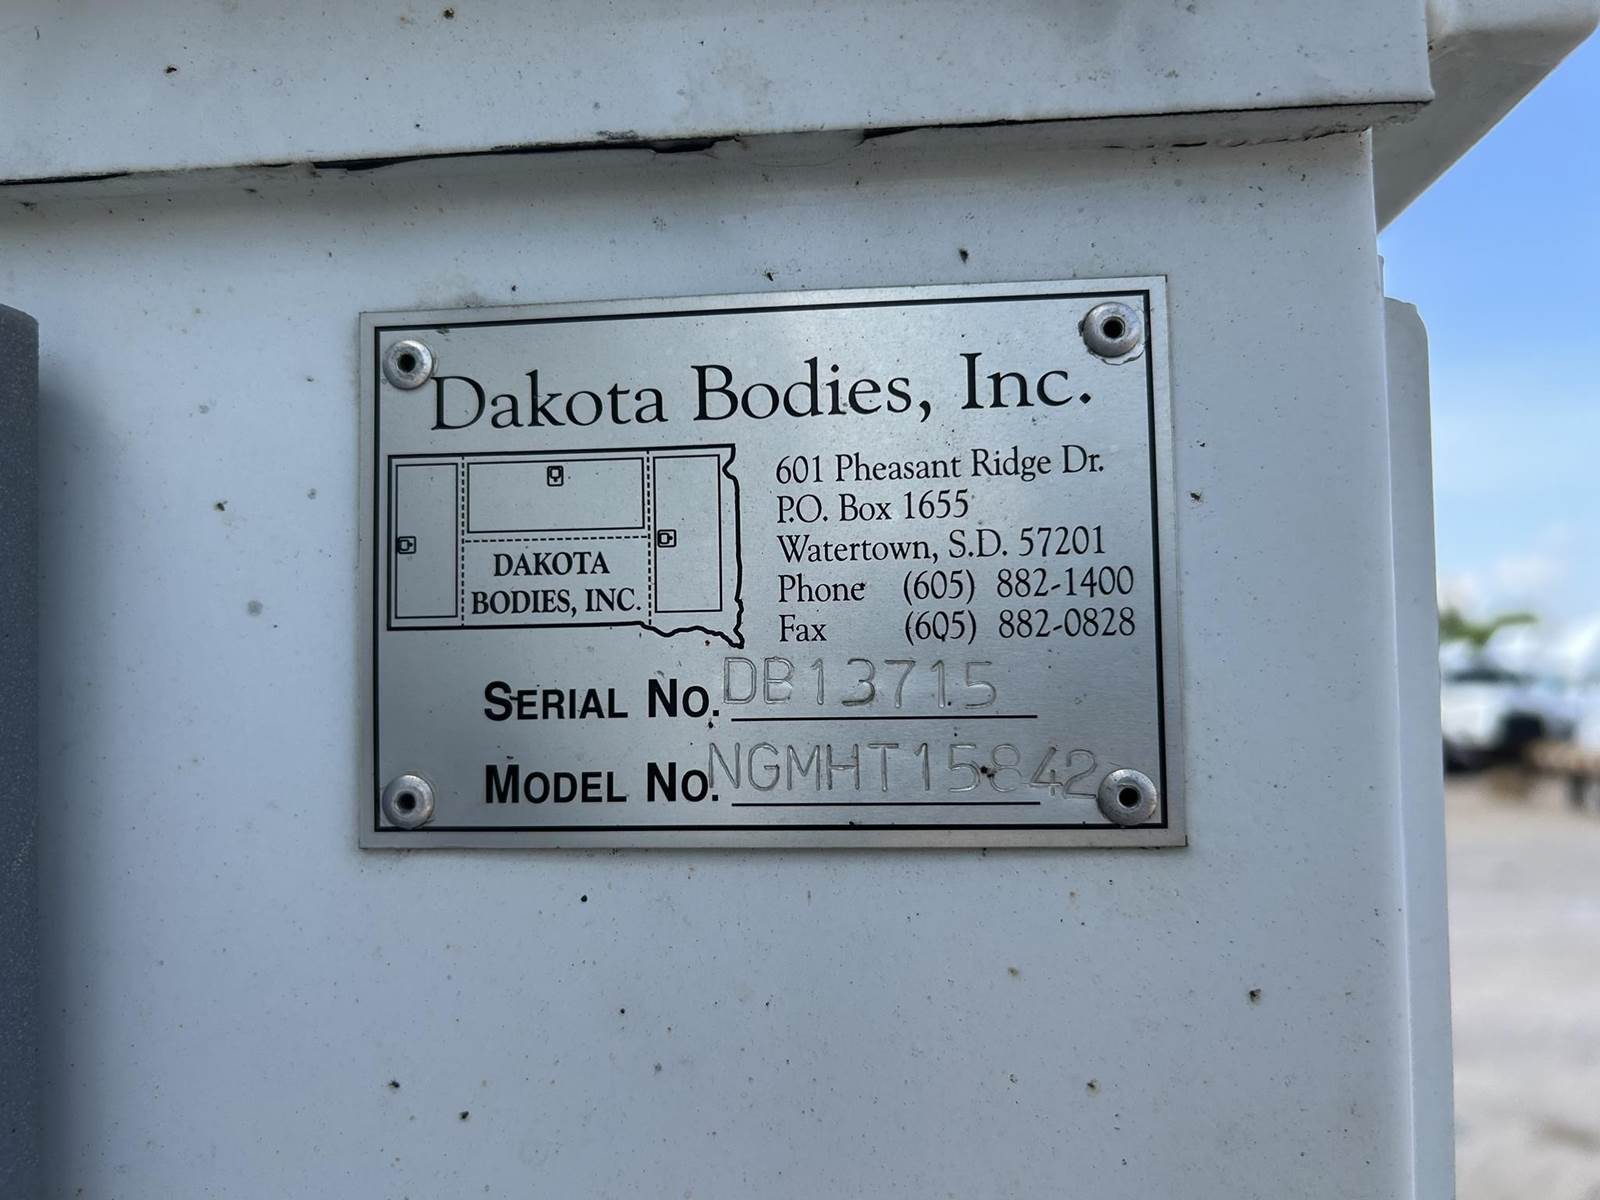 Dakota Bodies, Inc.
DAKOTA
BODIES, INC.
601 Pheasant Ridge Dr.
P.O. Box 1655
Watertown, S.D. 57201
Phone (605) 882-1400
Fax (605) 882-0828
SERIAL NO. DB13715
MODEL NO. NGMHT15842